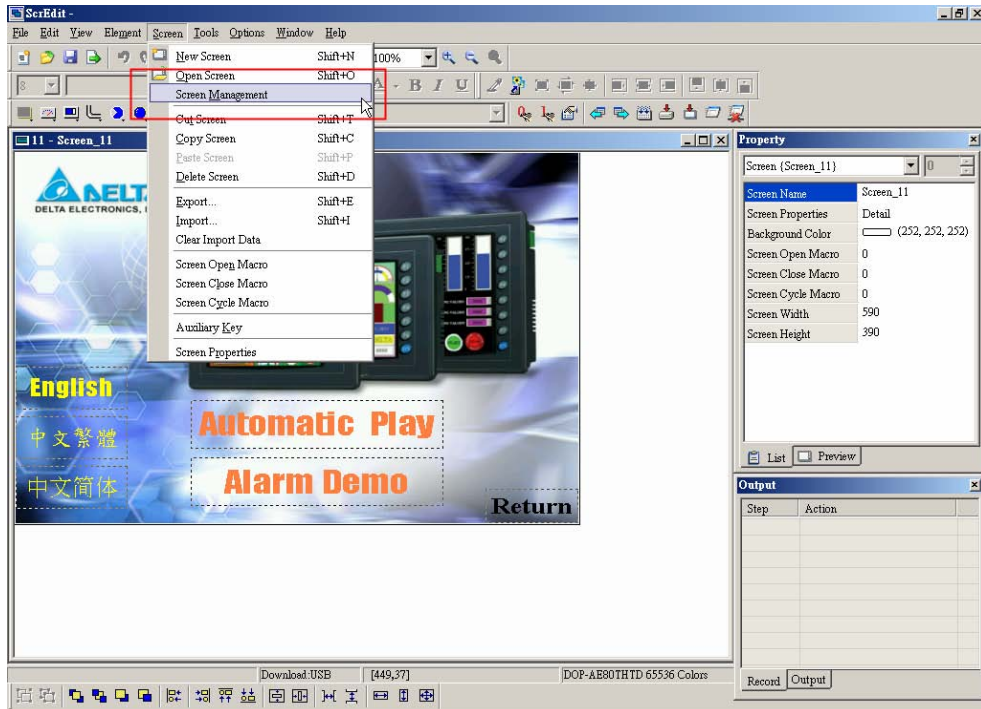 ScrEdit -
File Edit View Element Screen Tools Options Window Help
100%
8
A - B I U
New Screen Shift+N
Open Screen Shift+O
Screen Management
Cut Screen Shift+T
Copy Screen Shift+C
Paste Screen Shift+P
Delete Screen Shift+D
Export... Shift+E
Import... Shift+I
Clear Import Data
Screen Open Macro
Screen Close Macro
Screen Cycle Macro
Auxiliary Key
Screen Properties
11 - Screen_11
DELT
DELTA ELECTRONICS, I
English
中文繁體
中文简体
Automatic Play
Alarm Demo
Return
Property
Screen {Screen_11} 0
Screen Name Screen_11
Screen Properties Detail
Background Color (252, 252, 252)
Screen Open Macro 0
Screen Close Macro 0
Screen Cycle Macro 0
Screen Width 590
Screen Height 390
List Preview
Output
Step Action
Record Output
Download:USB [449,37] DOP-AE80THTD 65536 Colors